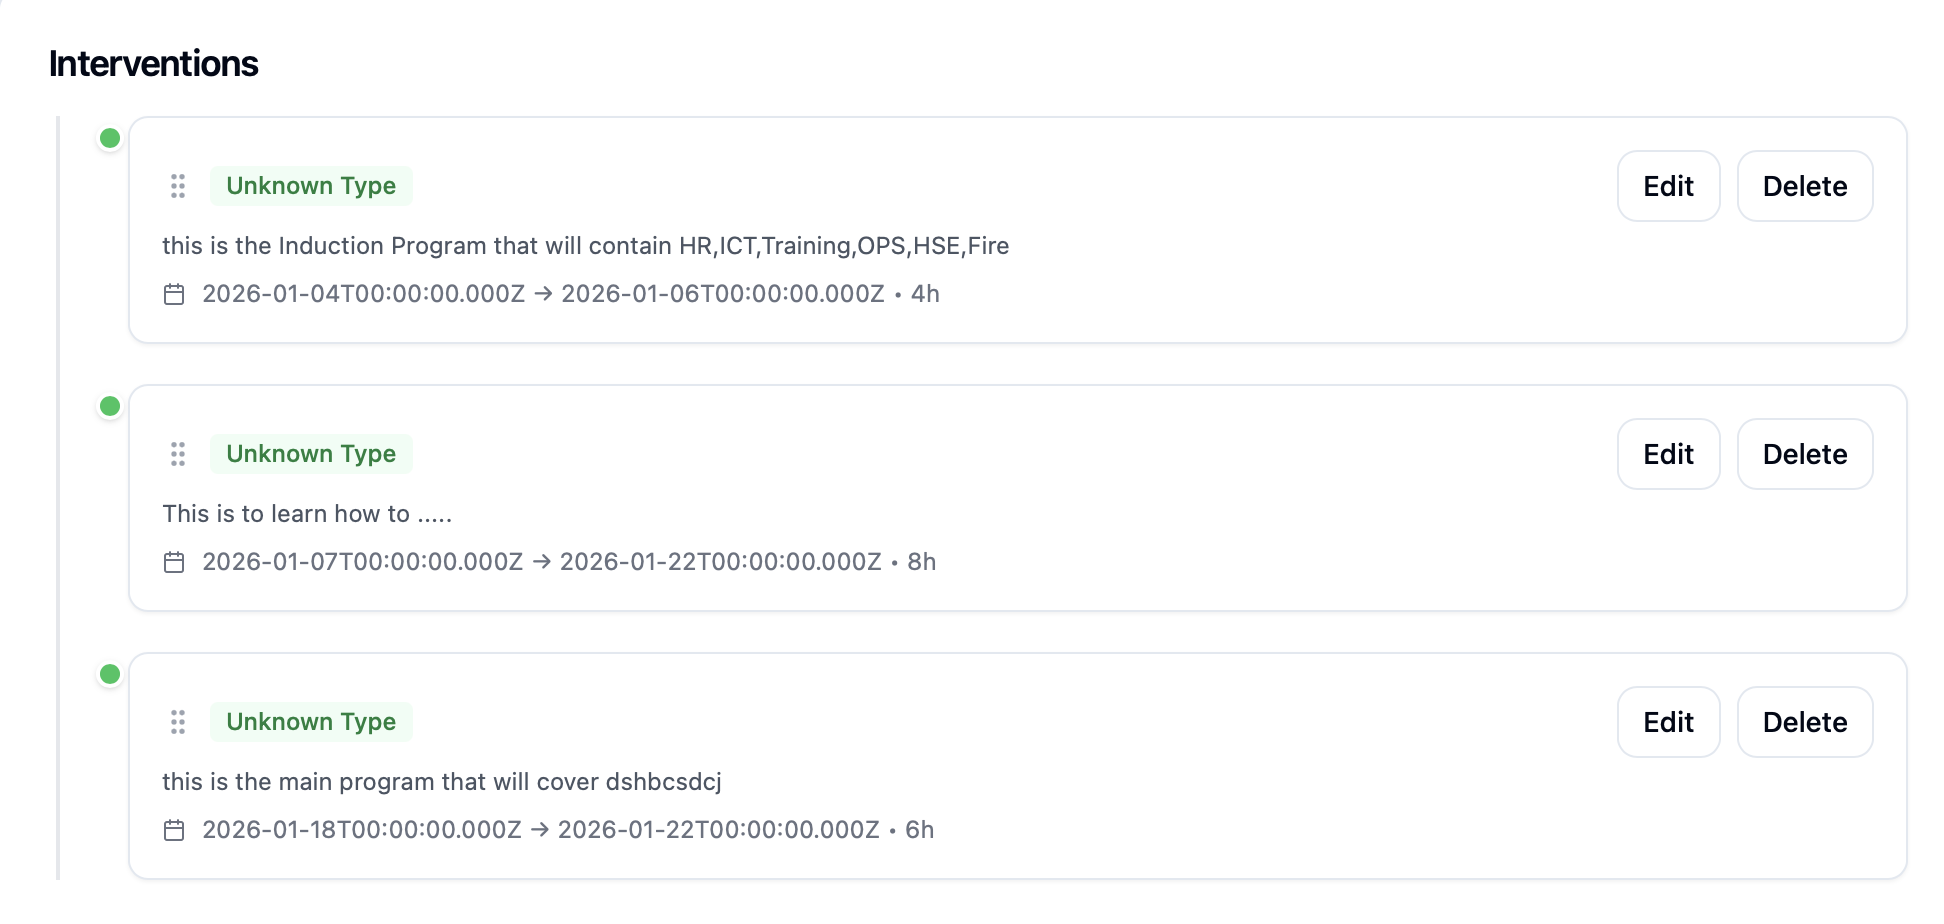 Interventions
Unknown Type
Edit
Delete
this is the Induction Program that will contain HR,ICT,Training,OPS,HSE,Fire
2026-01-04T00:00:00.000Z → 2026-01-06T00:00:00.000Z • 4h
Unknown Type
Edit
Delete
This is to learn how to .....
2026-01-07T00:00:00.000Z → 2026-01-22T00:00:00.000Z • 8h
Unknown Type
Edit
Delete
this is the main program that will cover dshbcsdcj
2026-01-18T00:00:00.000Z → 2026-01-22T00:00:00.000Z • 6h